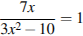 7x / (3x² − 10) = 1